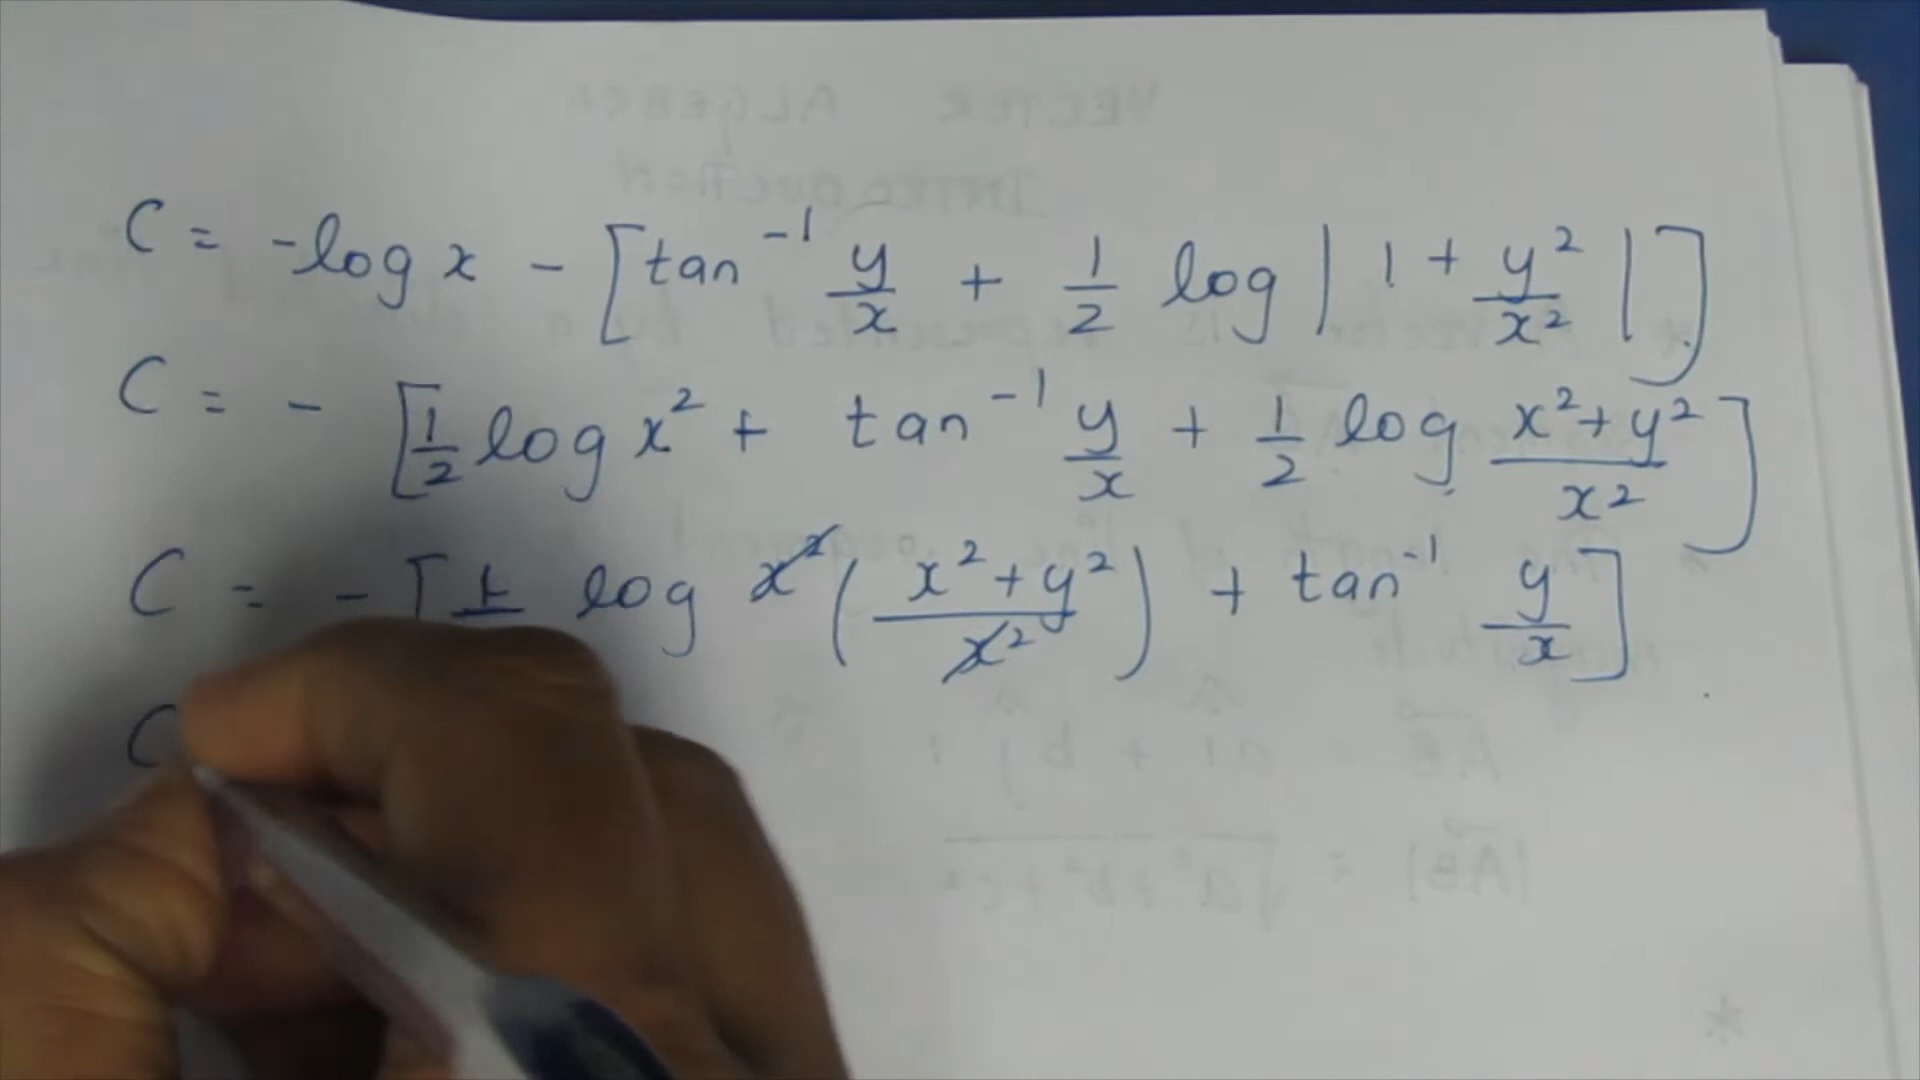 C = -log x - [tan⁻¹ y/x + 1/2 log | 1 + y²/x² |]
C = - [1/2 log x² + tan⁻¹ y/x + 1/2 log x²+y²/x²]
C = - [1 log x² (x²+y²/x²) + tan⁻¹ y/x]
C